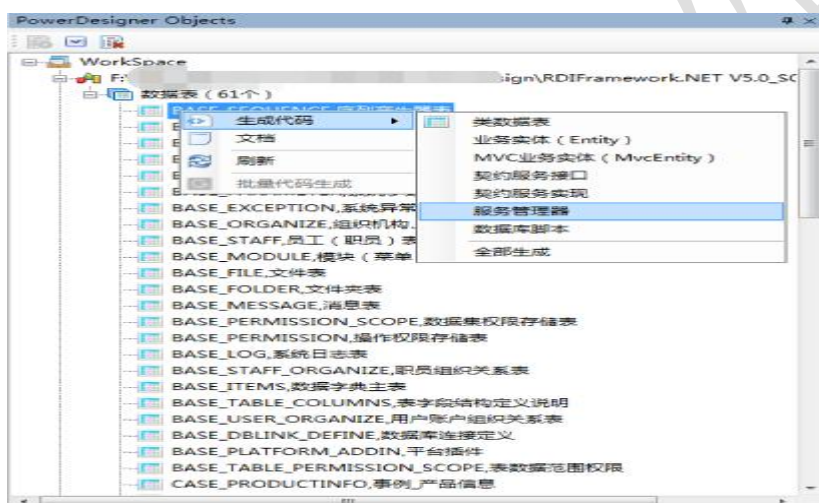 PowerDesigner Objects
WorkSpace
F:
sign\RDIFramework.NET V5.0_SC
数据表（61个）
BASE_SEQUENCE,序列产生器表
生成代码
文档
刷新
批量代码生成
类数据表
业务实体（Entity）
MVC业务实体（MvcEntity）
契约服务接口
契约服务实现
服务管理器
数据库脚本
全部生成
BASE_EXCEPTION,系统异常
BASE_ORGANIZE,组织机构
BASE_STAFF,员工（职员）表
BASE_MODULE,模块（菜单
BASE_FILE,文件表
BASE_FOLDER,文件夹表
BASE_MESSAGE,消息表
BASE_PERMISSION_SCOPE,数据集权限存储表
BASE_PERMISSION,操作权限存储表
BASE_LOG,系统日志表
BASE_STAFF_ORGANIZE,职员组织关系表
BASE_ITEMS,数据字典主表
BASE_TABLE_COLUMNS,表字段结构定义说明
BASE_USER_ORGANIZE,用户账户组织关系表
BASE_DBLINK_DEFINE,数据库连接定义
BASE_PLATFORM_ADDIN,平台插件
BASE_TABLE_PERMISSION_SCOPE,表数据范围权限
CASE_PRODUCTINFO,事例_产品信息